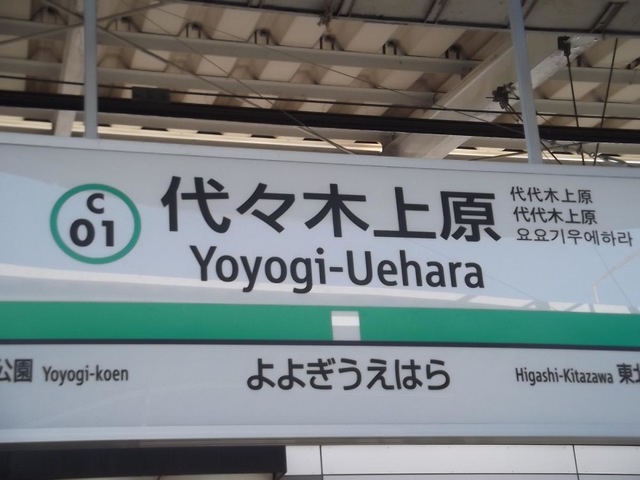 C
01
代々木上原
代代木上原
代代木上原
요요기우에하라
Yoyogi-Uehara
公園 Yoyogi-koen
よよぎうえはら
Higashi-Kitazawa 東北